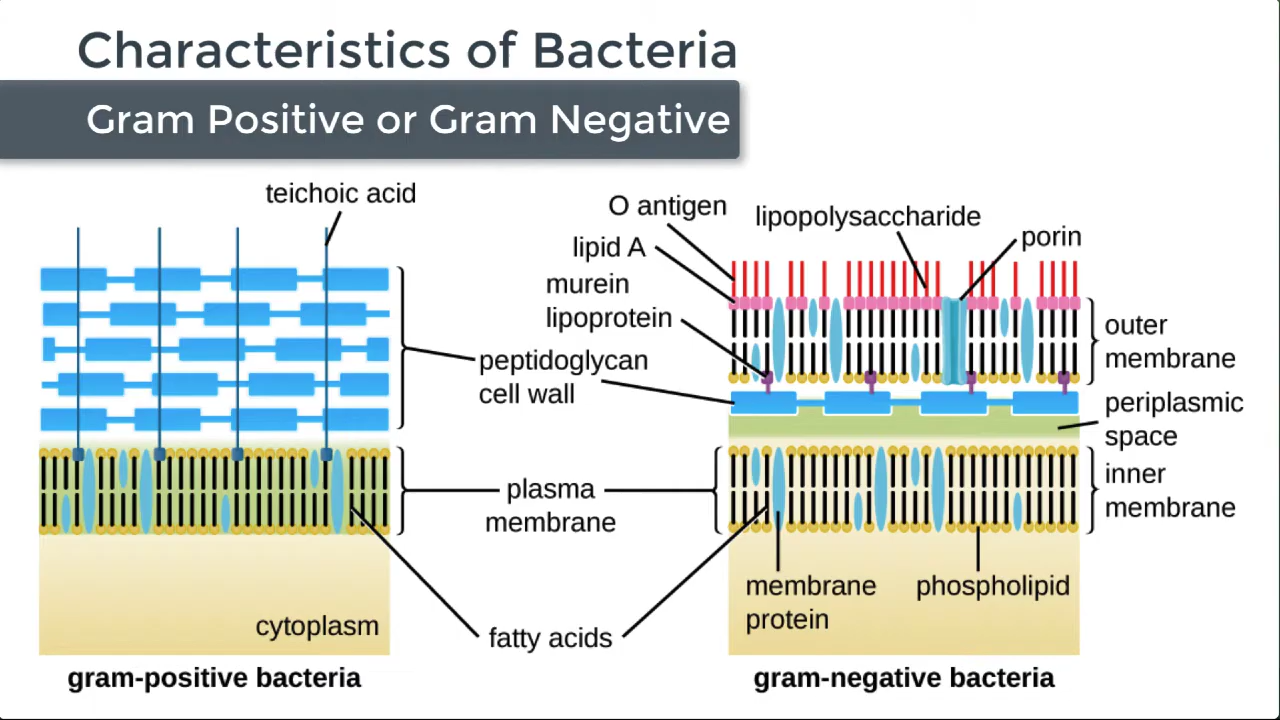 Characteristics of Bacteria
Gram Positive or Gram Negative
teichoic acid
O antigen
lipopolysaccharide
porin
lipid A
murein
lipoprotein
outer
membrane
peptidoglycan
cell wall
periplasmic
space
inner
membrane
plasma
membrane
membrane
protein
phospholipid
cytoplasm
fatty acids
gram-positive bacteria
gram-negative bacteria